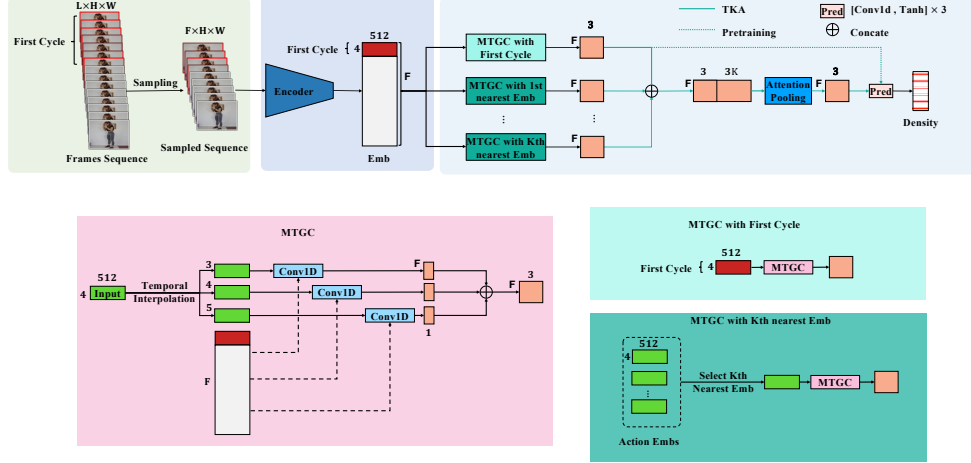 L×H×W
First Cycle
F×H×W
Sampling
Frames Sequence
Sampled Sequence
Encoder
First Cycle
4
512
F
Emb
MTGC with
First Cycle
F
3
MTGC with 1st
nearest Emb
F
...
...
MTGC with Kth
nearest Emb
F
3
3K
F
Attention
Pooling
F
3
Pred
Density
TKA
Pretraining
Pred
[Conv1d , Tanh] × 3
Concate
MTGC
512
4
Input
Temporal
Interpolation
3
4
5
Conv1D
Conv1D
Conv1D
F
1
F
3
F
MTGC with First Cycle
512
First Cycle
4
MTGC
MTGC with Kth nearest Emb
512
4
...
Select Kth
Nearest Emb
MTGC
Action Embs